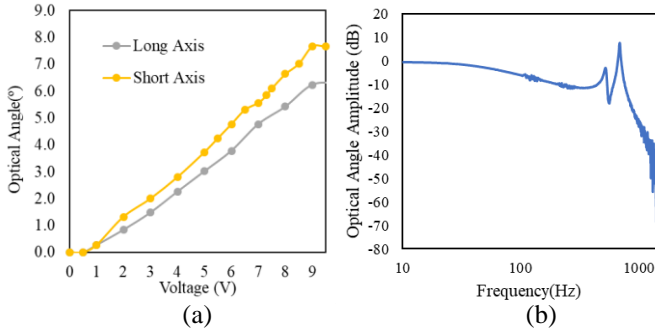 9.0
8.0
7.0
6.0
5.0
4.0
3.0
2.0
1.0
0.0
Optical Angle(º)
Long Axis
Short Axis
0 1 2 3 4 5 6 7 8 9
Voltage (V)
(a)
20
10
0
-10
-20
-30
-40
-50
-60
-70
-80
Optical Angle Amplitude (dB)
10 100 1000
Frequency(Hz)
(b)